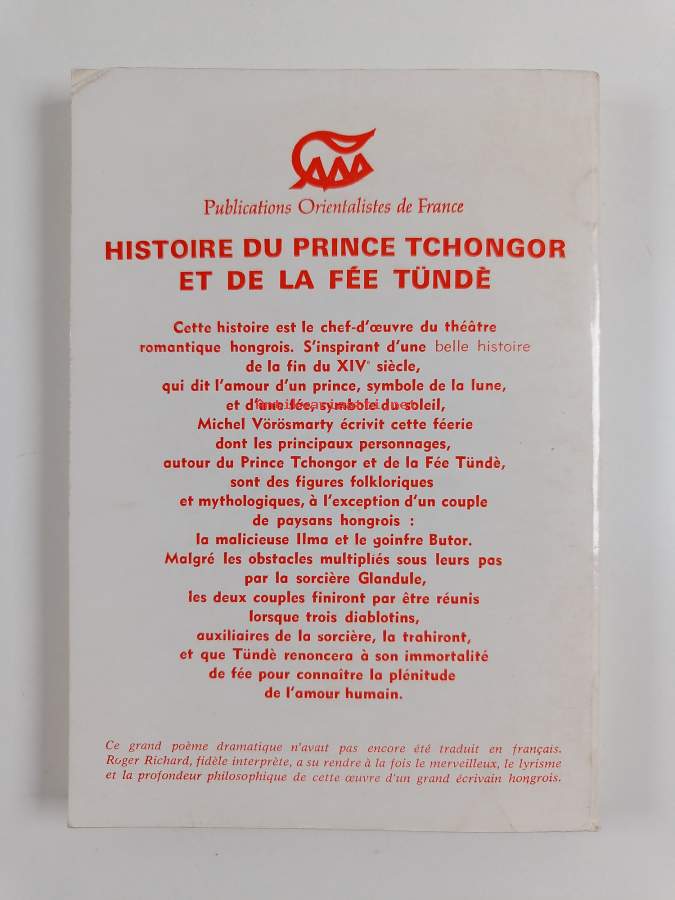 Publications Orientalistes de France
HISTOIRE DU PRINCE TCHONGOR
ET DE LA FÉE TÜNDÈ
Cette histoire est le chef-d'œuvre du théâtre
romantique hongrois. S'inspirant d'une belle histoire
de la fin du XIVᵉ siècle,
qui dit l'amour d'un prince, symbole de la lune,
et d'une fée, symbole du soleil,
Michel Vörösmarty écrivit cette féerie
dont les principaux personnages,
autour du Prince Tchongor et de la Fée Tündè,
sont des figures folkloriques
et mythologiques, à l'exception d'un couple
de paysans hongrois :
la malicieuse Ilma et le goinfre Butor.
Malgré les obstacles multipliés sous leurs pas
par la sorcière Glandule,
les deux couples finiront par être réunis
lorsque trois diablotins,
auxiliaires de la sorcière, la trahiront,
et que Tündè renoncera à son immortalité
de fée pour connaître la plénitude
de l'amour humain.
Ce grand poème dramatique n'avait pas encore été traduit en français.
Roger Richard, fidèle interprète, a su rendre à la fois le merveilleux, le lyrisme
et la profondeur philosophique de cette œuvre d'un grand écrivain hongrois.